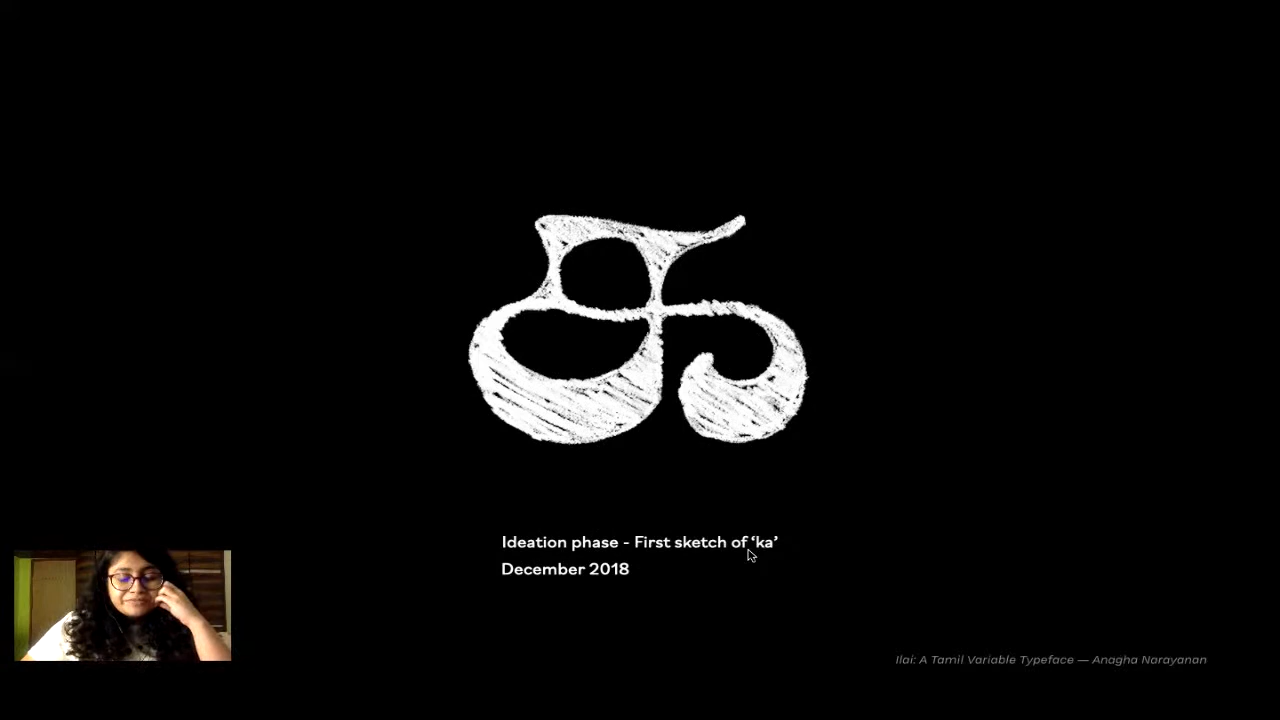 க
Ideation phase - First sketch of ‘ka’
December 2018
Ilai: A Tamil Variable Typeface — Anagha Narayanan